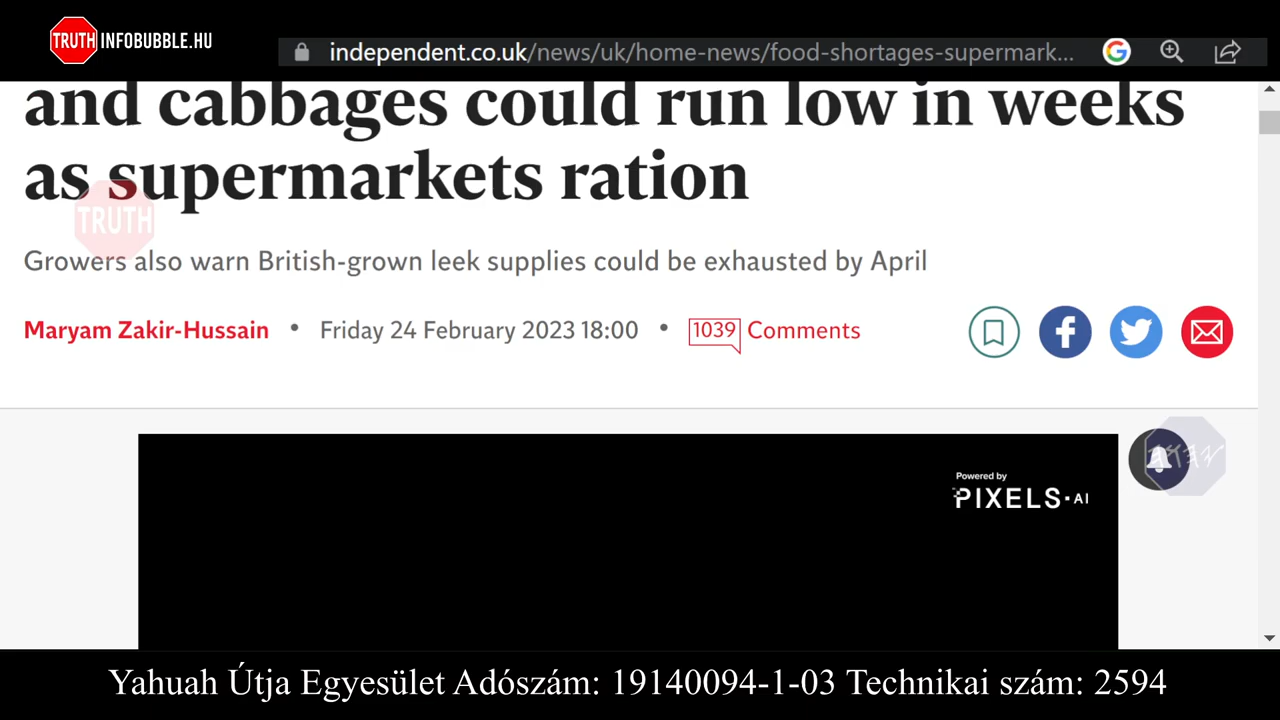 TRUTH INFOBUBBLE.HU
independent.co.uk/news/uk/home-news/food-shortages-supermark...
and cabbages could run low in weeks
as supermarkets ration
TRUTH
Growers also warn British-grown leek supplies could be exhausted by April
Maryam Zakir-Hussain • Friday 24 February 2023 18:00 • 1039 Comments
Powered by
PIXELS.AI
Yahuah Útja Egyesület Adószám: 19140094-1-03 Technikai szám: 2594